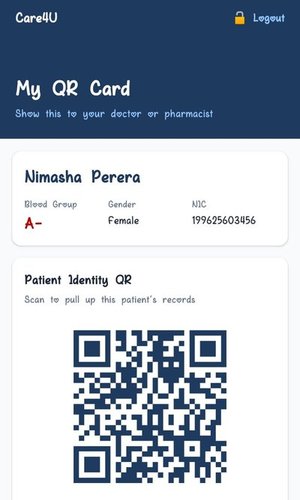 Care4U
Logout
My QR Card
Show this to your doctor or pharmacist
Nimasha Perera
Blood Group Gender NIC
A- Female 199625603456
Patient Identity QR
Scan to pull up this patient's records